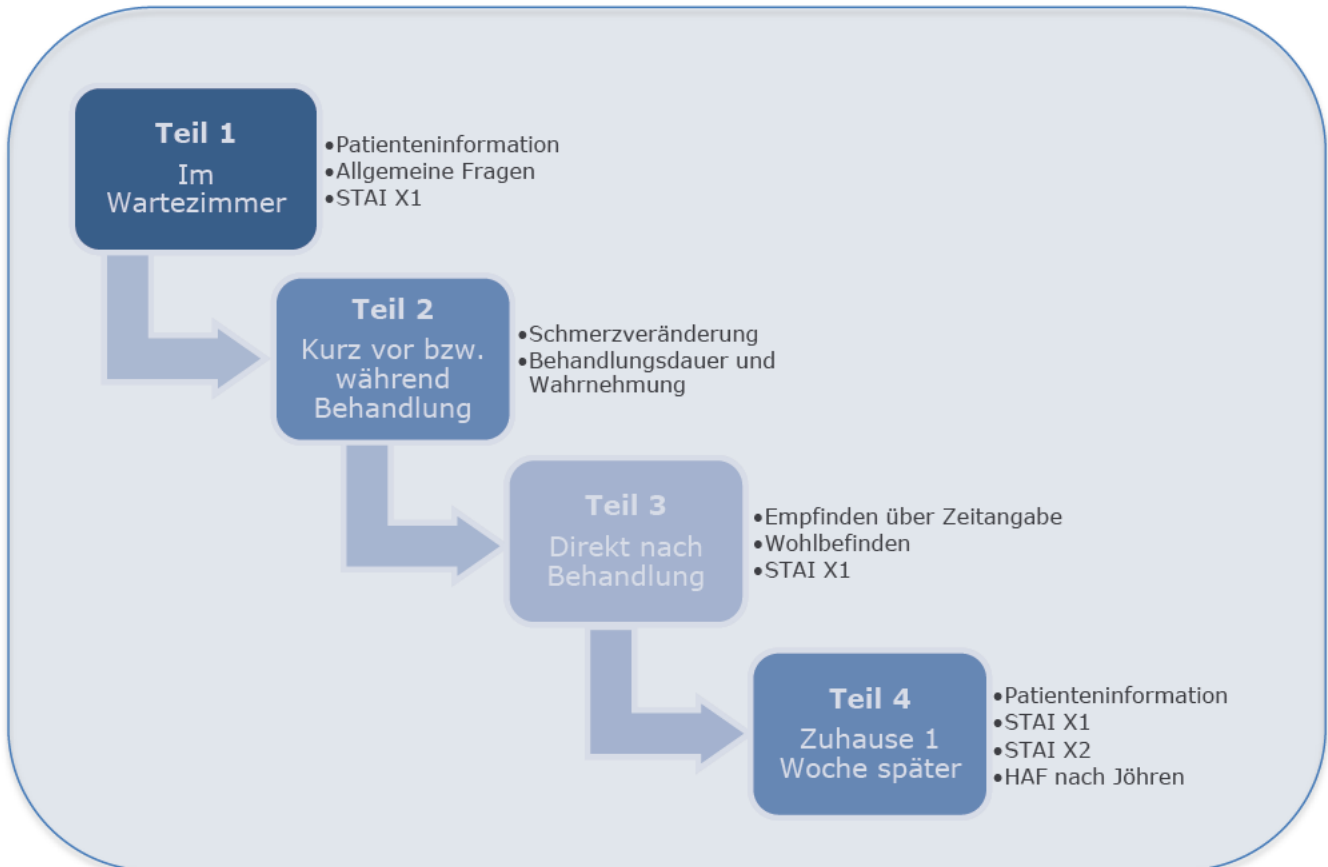 Teil 1
Im
Wartezimmer
•Patienteninformation
•Allgemeine Fragen
•STAI X1
Teil 2
Kurz vor bzw.
während
Behandlung
•Schmerzveränderung
•Behandlungsdauer und
Wahrnehmung
Teil 3
Direkt nach
Behandlung
•Empfinden über Zeitangabe
•Wohlbefinden
•STAI X1
Teil 4
Zuhause 1
Woche später
•Patienteninformation
•STAI X1
•STAI X2
•HAF nach Jöhren